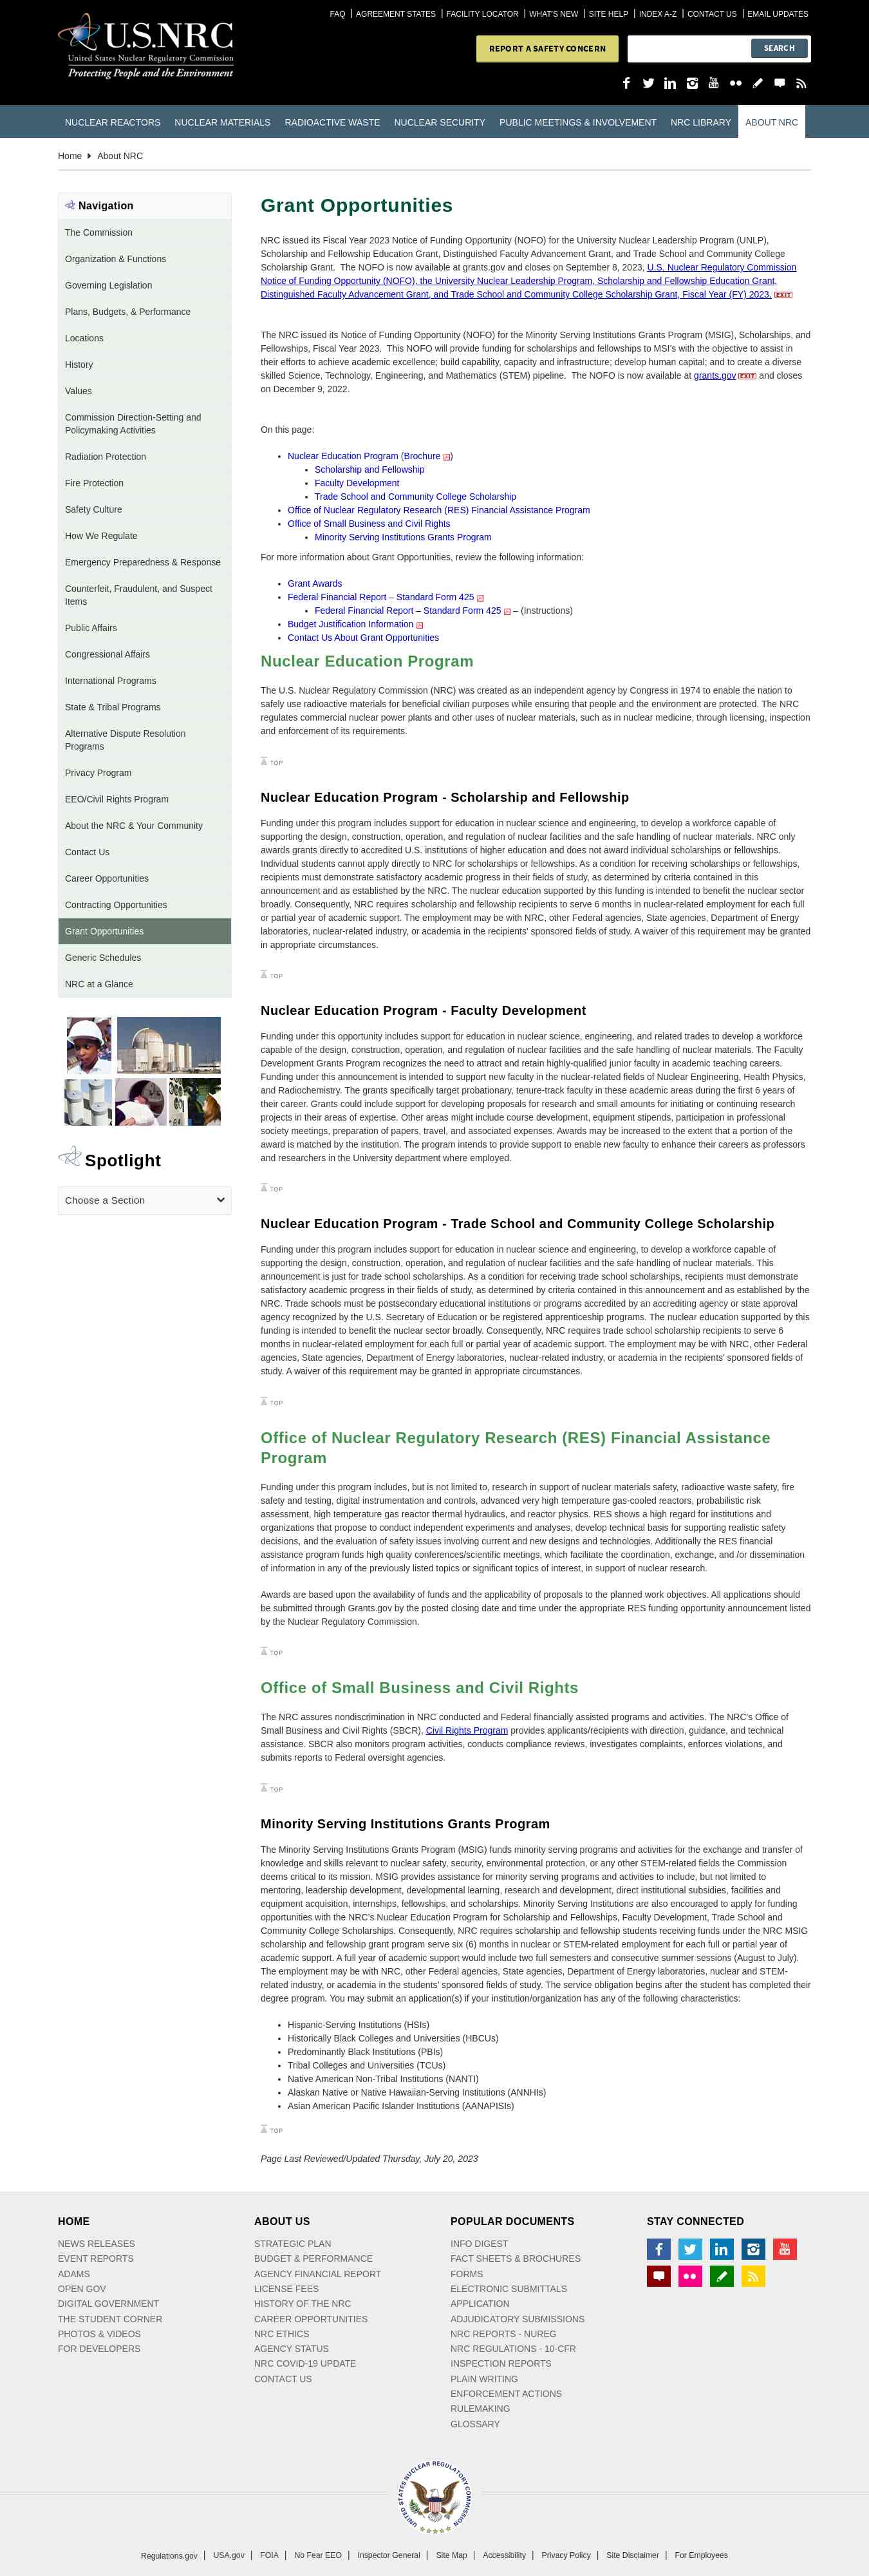 FAQ | AGREEMENT STATES | FACILITY LOCATOR | WHAT'S NEW | SITE HELP | INDEX A-Z | CONTACT US | EMAIL UPDATES
U.S.NRC
United States Nuclear Regulatory Commission
Protecting People and the Environment
REPORT A SAFETY CONCERN
SEARCH
NUCLEAR REACTORS NUCLEAR MATERIALS RADIOACTIVE WASTE NUCLEAR SECURITY PUBLIC MEETINGS & INVOLVEMENT NRC LIBRARY ABOUT NRC
Home About NRC
Navigation
The Commission
Organization & Functions
Governing Legislation
Plans, Budgets, & Performance
Locations
History
Values
Commission Direction-Setting and
Policymaking Activities
Radiation Protection
Fire Protection
Safety Culture
How We Regulate
Emergency Preparedness & Response
Counterfeit, Fraudulent, and Suspect
Items
Public Affairs
Congressional Affairs
International Programs
State & Tribal Programs
Alternative Dispute Resolution
Programs
Privacy Program
EEO/Civil Rights Program
About the NRC & Your Community
Contact Us
Career Opportunities
Contracting Opportunities
Grant Opportunities
Generic Schedules
NRC at a Glance
Spotlight
Choose a Section
Grant Opportunities
NRC issued its Fiscal Year 2023 Notice of Funding Opportunity (NOFO) for the University Nuclear Leadership Program (UNLP),
Scholarship and Fellowship Education Grant, Distinguished Faculty Advancement Grant, and Trade School and Community College
Scholarship Grant.  The NOFO is now available at grants.gov and closes on September 8, 2023, U.S. Nuclear Regulatory Commission
Notice of Funding Opportunity (NOFO), the University Nuclear Leadership Program, Scholarship and Fellowship Education Grant,
Distinguished Faculty Advancement Grant, and Trade School and Community College Scholarship Grant, Fiscal Year (FY) 2023. EXIT
The NRC issued its Notice of Funding Opportunity (NOFO) for the Minority Serving Institutions Grants Program (MSIG), Scholarships, and
Fellowships, Fiscal Year 2023.  This NOFO will provide funding for scholarships and fellowships to MSI's with the objective to assist in
their efforts to achieve academic excellence; build capability, capacity and infrastructure; develop human capital; and to create a diverse
skilled Science, Technology, Engineering, and Mathematics (STEM) pipeline.  The NOFO is now available at grants.gov EXIT and closes
on December 9, 2022.
On this page:
• Nuclear Education Program (Brochure )
• Scholarship and Fellowship
• Faculty Development
• Trade School and Community College Scholarship
• Office of Nuclear Regulatory Research (RES) Financial Assistance Program
• Office of Small Business and Civil Rights
• Minority Serving Institutions Grants Program
For more information about Grant Opportunities, review the following information:
• Grant Awards
• Federal Financial Report – Standard Form 425
• Federal Financial Report – Standard Form 425 – (Instructions)
• Budget Justification Information
• Contact Us About Grant Opportunities
Nuclear Education Program
The U.S. Nuclear Regulatory Commission (NRC) was created as an independent agency by Congress in 1974 to enable the nation to
safely use radioactive materials for beneficial civilian purposes while ensuring that people and the environment are protected. The NRC
regulates commercial nuclear power plants and other uses of nuclear materials, such as in nuclear medicine, through licensing, inspection
and enforcement of its requirements.
TOP
Nuclear Education Program - Scholarship and Fellowship
Funding under this program includes support for education in nuclear science and engineering, to develop a workforce capable of
supporting the design, construction, operation, and regulation of nuclear facilities and the safe handling of nuclear materials. NRC only
awards grants directly to accredited U.S. institutions of higher education and does not award individual scholarships or fellowships.
Individual students cannot apply directly to NRC for scholarships or fellowships. As a condition for receiving scholarships or fellowships,
recipients must demonstrate satisfactory academic progress in their fields of study, as determined by criteria contained in this
announcement and as established by the NRC. The nuclear education supported by this funding is intended to benefit the nuclear sector
broadly. Consequently, NRC requires scholarship and fellowship recipients to serve 6 months in nuclear-related employment for each full
or partial year of academic support. The employment may be with NRC, other Federal agencies, State agencies, Department of Energy
laboratories, nuclear-related industry, or academia in the recipients' sponsored fields of study. A waiver of this requirement may be granted
in appropriate circumstances.
TOP
Nuclear Education Program - Faculty Development
Funding under this opportunity includes support for education in nuclear science, engineering, and related trades to develop a workforce
capable of the design, construction, operation, and regulation of nuclear facilities and the safe handling of nuclear materials. The Faculty
Development Grants Program recognizes the need to attract and retain highly-qualified junior faculty in academic teaching careers.
Funding under this announcement is intended to support new faculty in the nuclear-related fields of Nuclear Engineering, Health Physics,
and Radiochemistry. The grants specifically target probationary, tenure-track faculty in these academic areas during the first 6 years of
their career. Grants could include support for developing proposals for research and small amounts for initiating or continuing research
projects in their areas of expertise. Other areas might include course development, equipment stipends, participation in professional
society meetings, preparation of papers, travel, and associated expenses. Awards may be increased to the extent that a portion of the
award is matched by the institution. The program intends to provide support to enable new faculty to enhance their careers as professors
and researchers in the University department where employed.
TOP
Nuclear Education Program - Trade School and Community College Scholarship
Funding under this program includes support for education in nuclear science and engineering, to develop a workforce capable of
supporting the design, construction, operation, and regulation of nuclear facilities and the safe handling of nuclear materials. This
announcement is just for trade school scholarships. As a condition for receiving trade school scholarships, recipients must demonstrate
satisfactory academic progress in their fields of study, as determined by criteria contained in this announcement and as established by the
NRC. Trade schools must be postsecondary educational institutions or programs accredited by an accrediting agency or state approval
agency recognized by the U.S. Secretary of Education or be registered apprenticeship programs. The nuclear education supported by this
funding is intended to benefit the nuclear sector broadly. Consequently, NRC requires trade school scholarship recipients to serve 6
months in nuclear-related employment for each full or partial year of academic support. The employment may be with NRC, other Federal
agencies, State agencies, Department of Energy laboratories, nuclear-related industry, or academia in the recipients' sponsored fields of
study. A waiver of this requirement may be granted in appropriate circumstances.
TOP
Office of Nuclear Regulatory Research (RES) Financial Assistance
Program
Funding under this program includes, but is not limited to, research in support of nuclear materials safety, radioactive waste safety, fire
safety and testing, digital instrumentation and controls, advanced very high temperature gas-cooled reactors, probabilistic risk
assessment, high temperature gas reactor thermal hydraulics, and reactor physics. RES shows a high regard for institutions and
organizations that propose to conduct independent experiments and analyses, develop technical basis for supporting realistic safety
decisions, and the evaluation of safety issues involving current and new designs and technologies. Additionally the RES financial
assistance program funds high quality conferences/scientific meetings, which facilitate the coordination, exchange, and /or dissemination
of information in any of the previously listed topics or significant topics of interest, in support of nuclear research.
Awards are based upon the availability of funds and the applicability of proposals to the planned work objectives. All applications should
be submitted through Grants.gov by the posted closing date and time under the appropriate RES funding opportunity announcement listed
by the Nuclear Regulatory Commission.
TOP
Office of Small Business and Civil Rights
The NRC assures nondiscrimination in NRC conducted and Federal financially assisted programs and activities. The NRC's Office of
Small Business and Civil Rights (SBCR), Civil Rights Program provides applicants/recipients with direction, guidance, and technical
assistance. SBCR also monitors program activities, conducts compliance reviews, investigates complaints, enforces violations, and
submits reports to Federal oversight agencies.
TOP
Minority Serving Institutions Grants Program
The Minority Serving Institutions Grants Program (MSIG) funds minority serving programs and activities for the exchange and transfer of
knowledge and skills relevant to nuclear safety, security, environmental protection, or any other STEM-related fields the Commission
deems critical to its mission. MSIG provides assistance for minority serving programs and activities to include, but not limited to
mentoring, leadership development, developmental learning, research and development, direct institutional subsidies, facilities and
equipment acquisition, internships, fellowships, and scholarships. Minority Serving Institutions are also encouraged to apply for funding
opportunities with the NRC's Nuclear Education Program for Scholarship and Fellowships, Faculty Development, Trade School and
Community College Scholarships. Consequently, NRC requires scholarship and fellowship students receiving funds under the NRC MSIG
scholarship and fellowship grant program serve six (6) months in nuclear or STEM-related employment for each full or partial year of
academic support. A full year of academic support would include two full semesters and consecutive summer sessions (August to July).
The employment may be with NRC, other Federal agencies, State agencies, Department of Energy laboratories, nuclear and STEM-
related industry, or academia in the students' sponsored fields of study. The service obligation begins after the student has completed their
degree program. You may submit an application(s) if your institution/organization has any of the following characteristics:
• Hispanic-Serving Institutions (HSIs)
• Historically Black Colleges and Universities (HBCUs)
• Predominantly Black Institutions (PBIs)
• Tribal Colleges and Universities (TCUs)
• Native American Non-Tribal Institutions (NANTI)
• Alaskan Native or Native Hawaiian-Serving Institutions (ANNHIs)
• Asian American Pacific Islander Institutions (AANAPISIs)
TOP
Page Last Reviewed/Updated Thursday, July 20, 2023
HOME
NEWS RELEASES
EVENT REPORTS
ADAMS
OPEN GOV
DIGITAL GOVERNMENT
THE STUDENT CORNER
PHOTOS & VIDEOS
FOR DEVELOPERS
ABOUT US
STRATEGIC PLAN
BUDGET & PERFORMANCE
AGENCY FINANCIAL REPORT
LICENSE FEES
HISTORY OF THE NRC
CAREER OPPORTUNITIES
NRC ETHICS
AGENCY STATUS
NRC COVID-19 UPDATE
CONTACT US
POPULAR DOCUMENTS
INFO DIGEST
FACT SHEETS & BROCHURES
FORMS
ELECTRONIC SUBMITTALS
APPLICATION
ADJUDICATORY SUBMISSIONS
NRC REPORTS - NUREG
NRC REGULATIONS - 10-CFR
INSPECTION REPORTS
PLAIN WRITING
ENFORCEMENT ACTIONS
RULEMAKING
GLOSSARY
STAY CONNECTED
UNITED STATES NUCLEAR REGULATORY COMMISSION
Regulations.gov | USA.gov | FOIA | No Fear EEO | Inspector General | Site Map | Accessibility | Privacy Policy | Site Disclaimer | For Employees